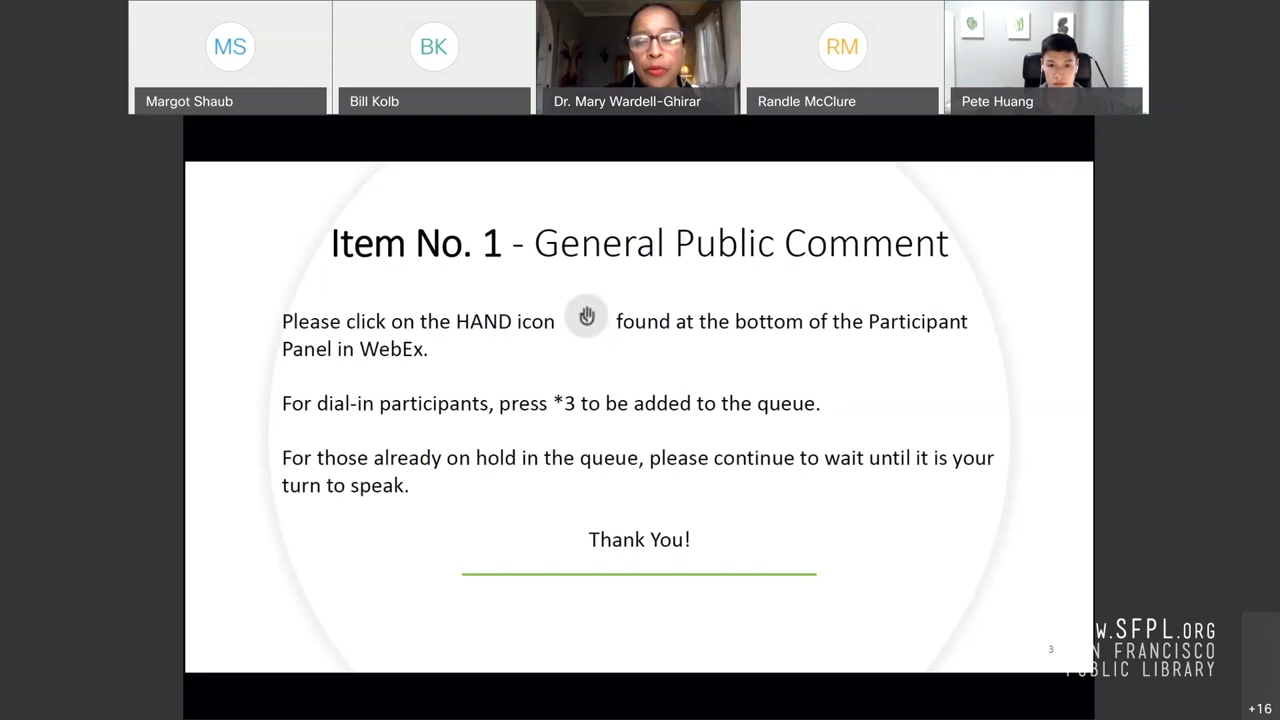 MS
BK
RM
Margot Shaub
Bill Kolb
Dr. Mary Wardell-Ghirar
Randle McClure
Pete Huang
Item No. 1 - General Public Comment
Please click on the HAND icon found at the bottom of the Participant
Panel in WebEx.
For dial-in participants, press *3 to be added to the queue.
For those already on hold in the queue, please continue to wait until it is your
turn to speak.
Thank You!
3
W.SFPL.ORG
N FRANCISCO
PUBLIC LIBRARY
+16